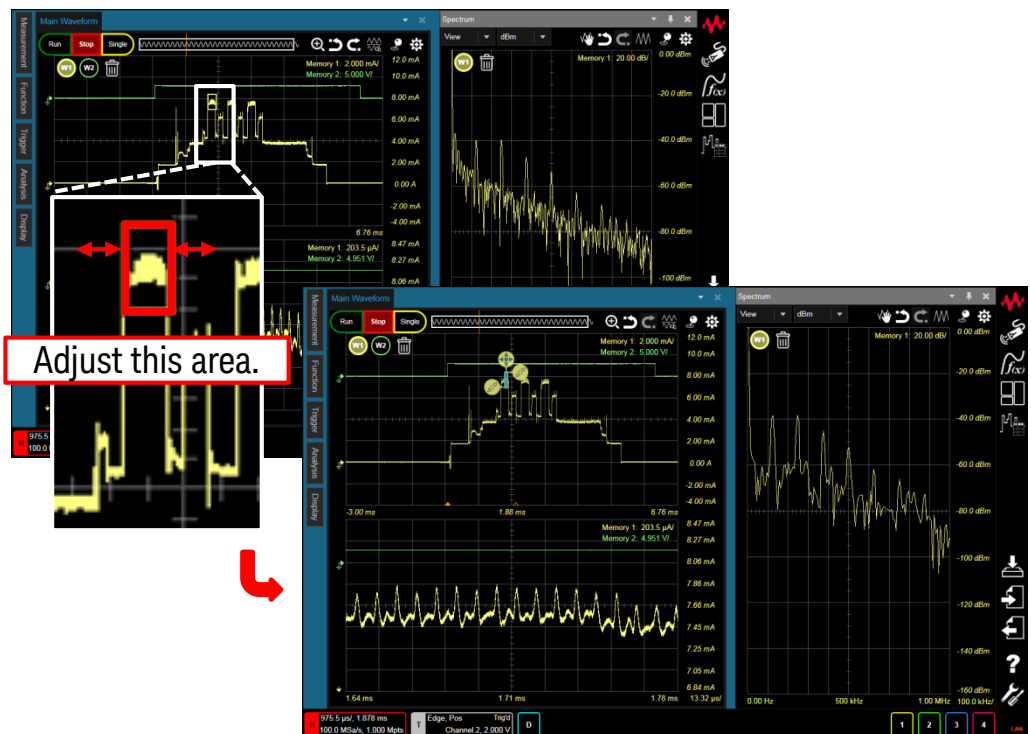 Main Waveform
Spectrum
Run Stop Single
View dBm
W1 W2
Memory 1: 2.000 mA/
Memory 2: 5.000 V/
12.0 mA
10.0 mA
8.00 mA
6.00 mA
4.00 mA
2.00 mA
0.00 A
-2.00 mA
-4.00 mA
6.76 ms
Memory 1: 203.5 µA/
Memory 2: 4.951 V/
8.47 mA
8.27 mA
8.06 mA
W1
Memory 1: 20.00 dB/
0.00 dBm
-20.0 dBm
-40.0 dBm
-60.0 dBm
-80.0 dBm
-100 dBm
Measurement
Function
Trigger
Analysis
Display
f(x)
Adjust this area.
H
975.5
100.0
Main Waveform
Spectrum
Run Stop Single
View dBm
W1 W2
Memory 1: 2.000 mA/
Memory 2: 5.000 V/
12.0 mA
10.0 mA
8.00 mA
6.00 mA
4.00 mA
2.00 mA
0.00 A
-2.00 mA
-4.00 mA
-3.00 ms 1.88 ms 6.76 ms
Memory 1: 203.5 µA/
Memory 2: 4.951 V/
8.47 mA
8.27 mA
8.06 mA
7.86 mA
7.66 mA
7.45 mA
7.25 mA
7.05 mA
6.84 mA
1.64 ms 1.71 ms 1.78 ms 13.32 µs/
W1
Memory 1: 20.00 dB/
0.00 dBm
-20.0 dBm
-40.0 dBm
-60.0 dBm
-80.0 dBm
-100 dBm
-120 dBm
-140 dBm
-160 dBm
0.00 Hz 500 kHz 1.00 MHz 100.0 kHz/
Measurement
Function
Trigger
Analysis
Display
f(x)
?
H
975.5 µs/, 1.878 ms
100.0 MSa/s, 1.000 Mpts
T
Edge, Pos Trig'd
Channel 2, 2.000 V
D
1 2 3 4
LAN